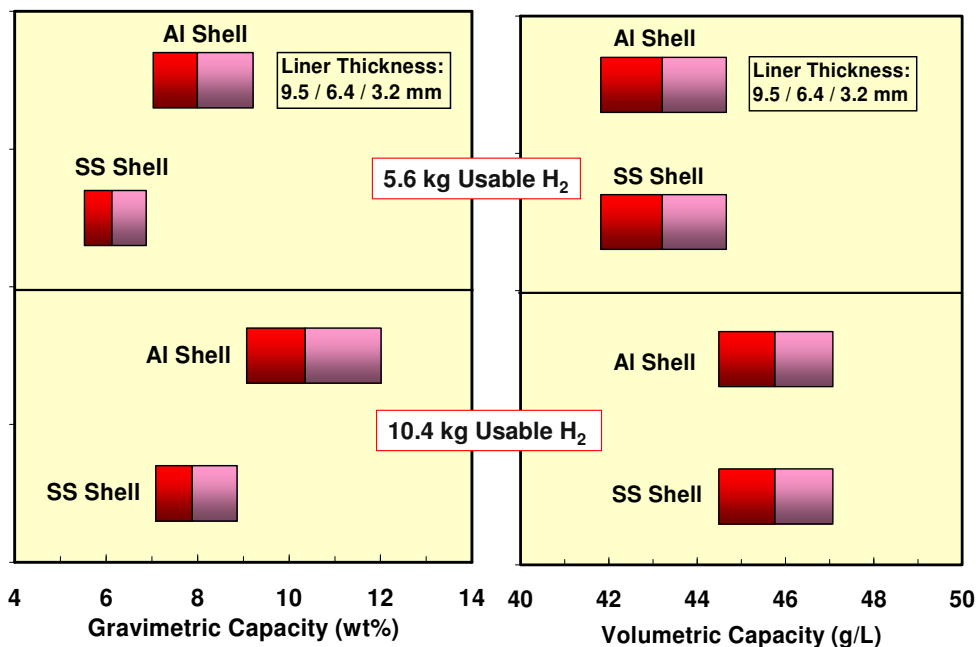 Al Shell
Liner Thickness:
9.5 / 6.4 / 3.2 mm
SS Shell
Al Shell
Liner Thickness:
9.5 / 6.4 / 3.2 mm
SS Shell
5.6 kg Usable H₂
Al Shell
SS Shell
Al Shell
SS Shell
10.4 kg Usable H₂
4 6 8 10 12 14
Gravimetric Capacity (wt%)
40 42 44 46 48 50
Volumetric Capacity (g/L)